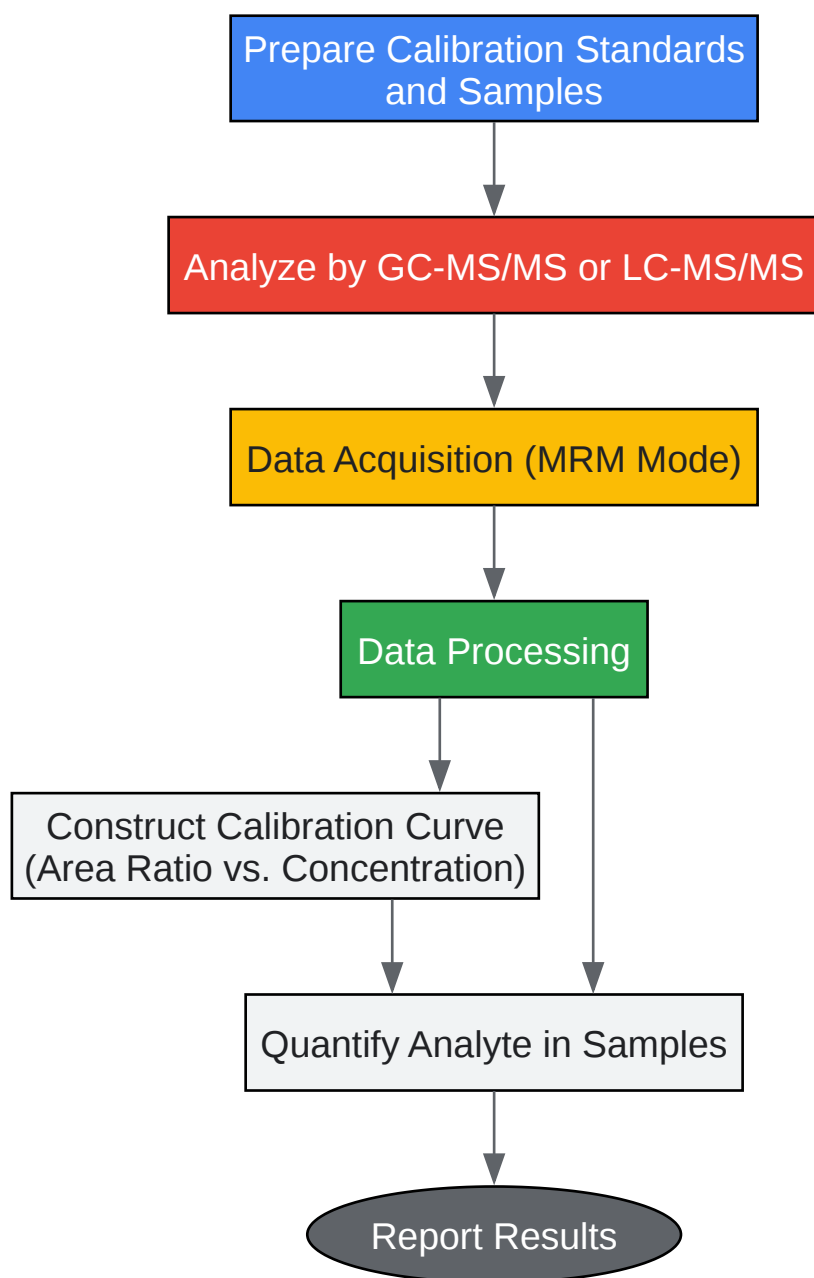 Prepare Calibration Standards
and Samples
Analyze by GC-MS/MS or LC-MS/MS
Data Acquisition (MRM Mode)
Data Processing
Construct Calibration Curve
(Area Ratio vs. Concentration)
Quantify Analyte in Samples
Report Results